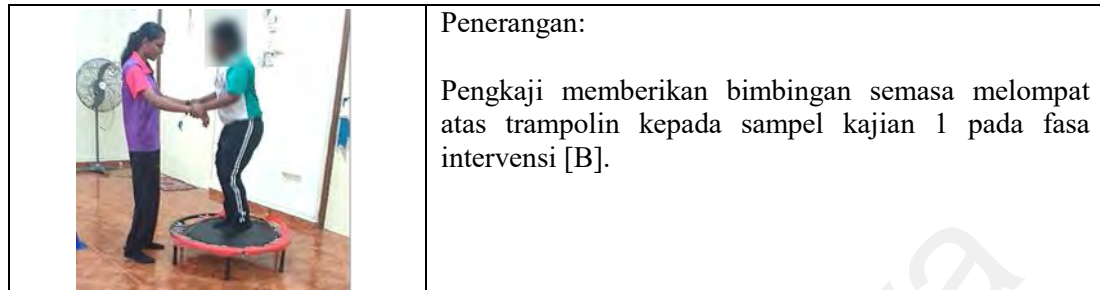 Penerangan:
Pengkaji memberikan bimbingan semasa melompat
atas trampolin kepada sampel kajian 1 pada fasa
intervensi [B].